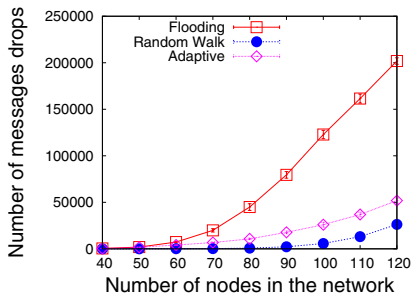 Number of messages drops
250000
200000
150000
100000
50000
0
Flooding
Random Walk
Adaptive
40 50 60 70 80 90 100 110 120
Number of nodes in the network